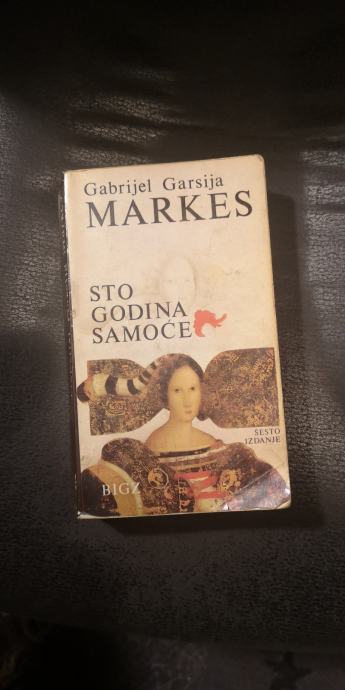 Gabrijel Garsija
MARKES
STO
GODINA
SAMOĆE
ŠESTO
IZDANJE
BIGZ